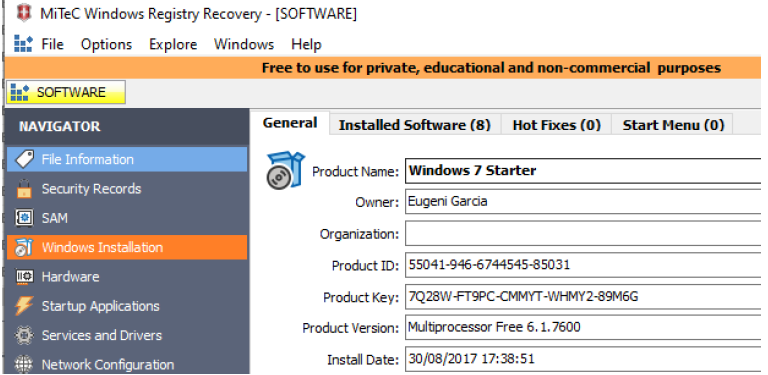 MiTeC Windows Registry Recovery - [SOFTWARE]
File Options Explore Windows Help
Free to use for private, educational and non-commercial purposes
SOFTWARE
NAVIGATOR
File Information
Security Records
SAM
Windows Installation
Hardware
Startup Applications
Services and Drivers
Network Configuration
General Installed Software (8) Hot Fixes (0) Start Menu (0)
Product Name: Windows 7 Starter
Owner: Eugeni Garcia
Organization:
Product ID: 55041-946-6744545-85031
Product Key: 7Q28W-FT9PC-CMMYT-WHMY2-89M6G
Product Version: Multiprocessor Free 6.1.7600
Install Date: 30/08/2017 17:38:51